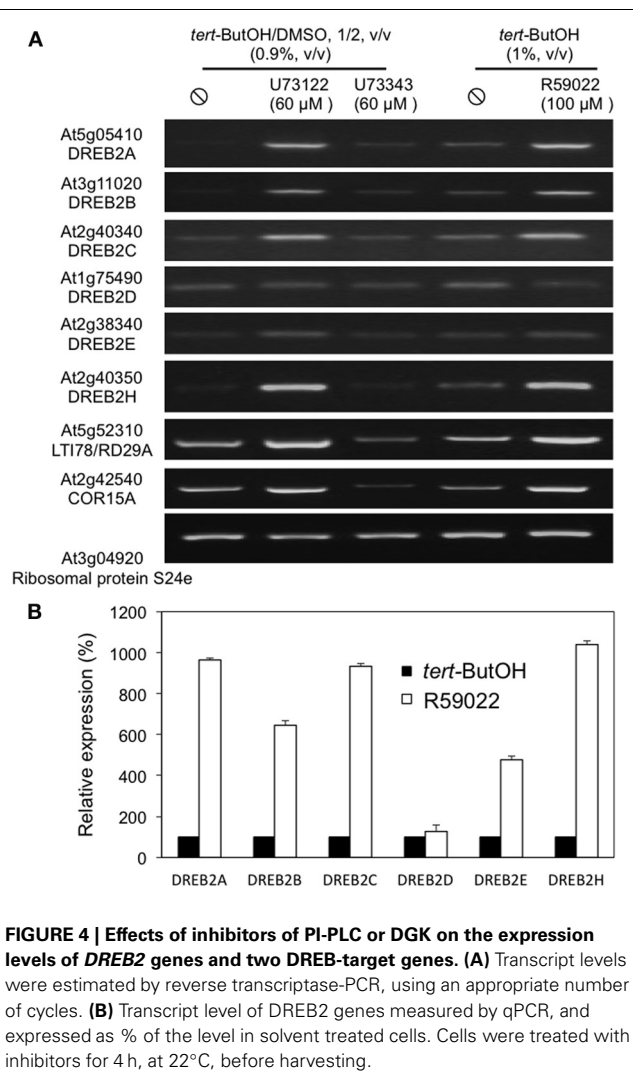 A
tert-ButOH/DMSO, 1/2, v/v
(0.9%, v/v)
tert-ButOH
(1%, v/v)
U73122
(60 µM )
U73343
(60 µM )
R59022
(100 µM )
At5g05410
DREB2A
At3g11020
DREB2B
At2g40340
DREB2C
At1g75490
DREB2D
At2g38340
DREB2E
At2g40350
DREB2H
At5g52310
LTI78/RD29A
At2g42540
COR15A
At3g04920
Ribosomal protein S24e
B
Relative expression (%)
1200
1000
800
600
400
200
0
tert-ButOH
R59022
DREB2A DREB2B DREB2C DREB2D DREB2E DREB2H
FIGURE 4 | Effects of inhibitors of PI-PLC or DGK on the expression
levels of DREB2 genes and two DREB-target genes. (A) Transcript levels
were estimated by reverse transcriptase-PCR, using an appropriate number
of cycles. (B) Transcript level of DREB2 genes measured by qPCR, and
expressed as % of the level in solvent treated cells. Cells were treated with
inhibitors for 4 h, at 22°C, before harvesting.